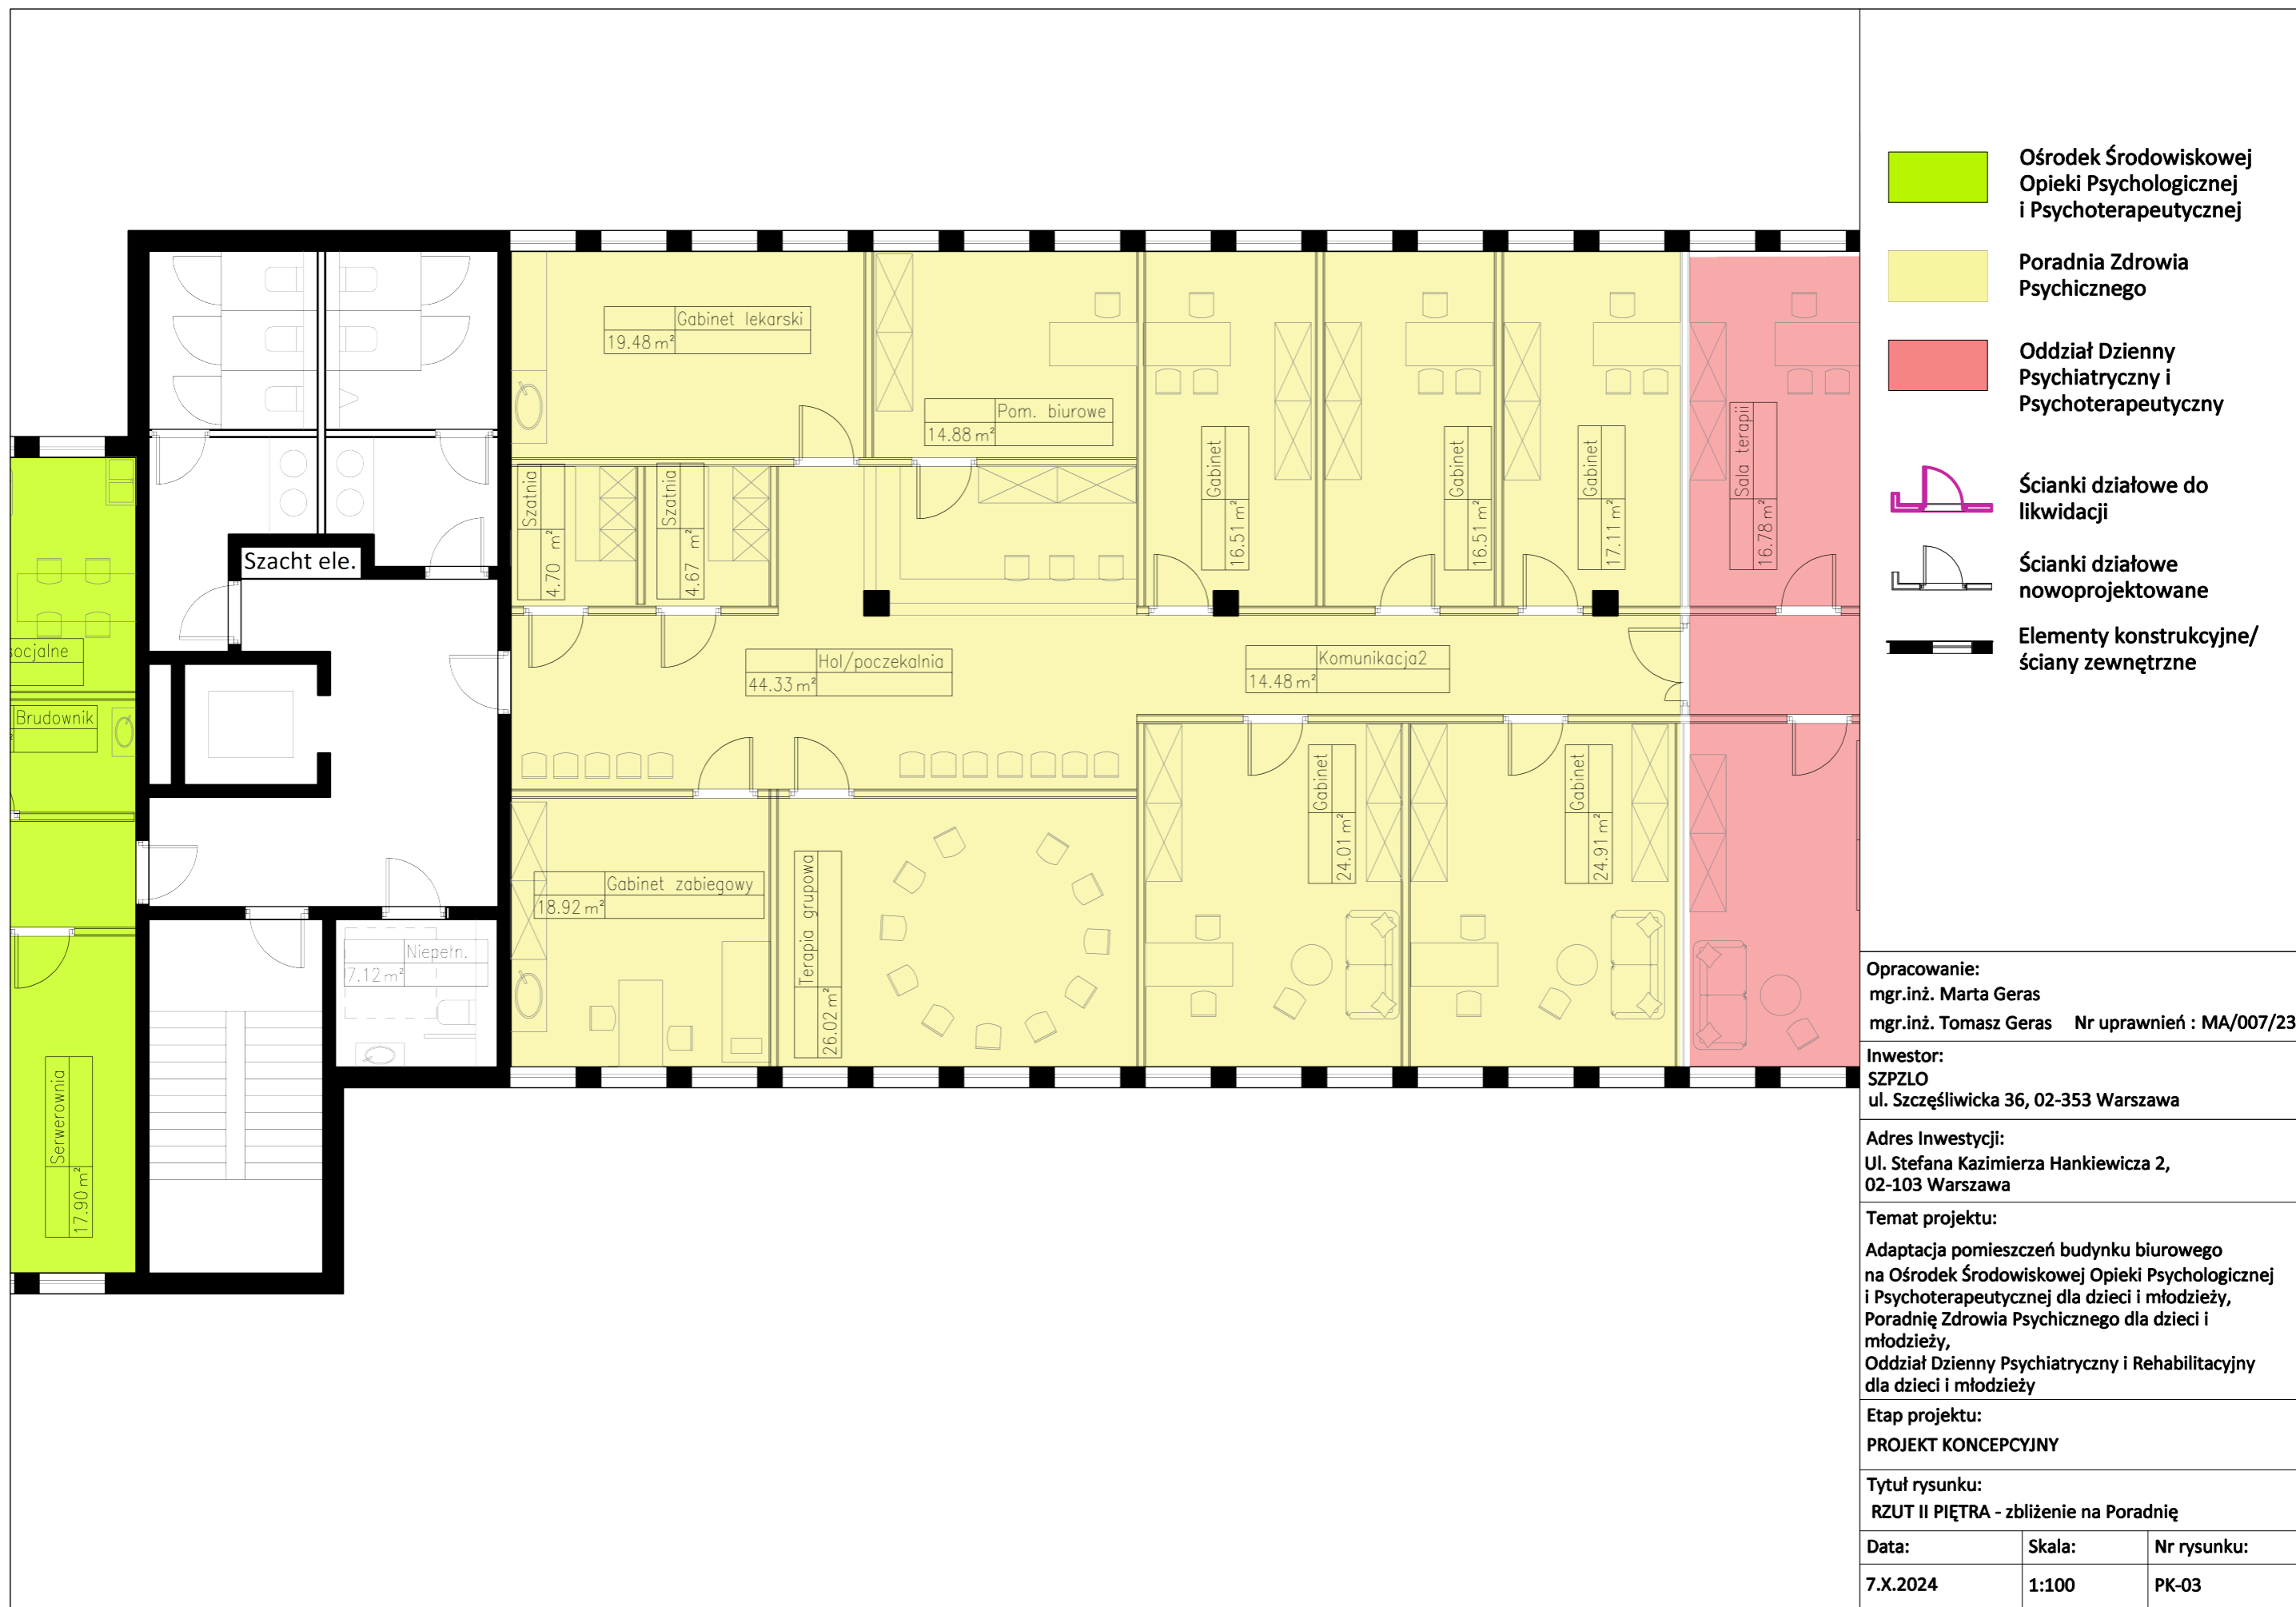 Gabinet lekarski
19.48 m²
Pom. biurowe
14.88 m²
Szatnia
4.70 m²
Szatnia
4.67 m²
Gabinet
16.51 m²
Gabinet
16.51 m²
Gabinet
17.11 m²
Sala terapii
16.78 m²
Szacht ele.
socjalne
Brudownik
Hol/poczekalnia
44.33 m²
Komunikacja2
14.48 m²
Gabinet
24.01 m²
Gabinet
24.91 m²
Gabinet zabiegowy
18.92 m²
Terapia grupowa
26.02 m²
Niepełn.
7.12 m²
Serwerownia
17.90 m²
Ośrodek Środowiskowej
Opieki Psychologicznej
i Psychoterapeutycznej
Poradnia Zdrowia
Psychicznego
Oddział Dzienny
Psychiatryczny i
Psychoterapeutyczny
Ścianki działowe do
likwidacji
Ścianki działowe
nowoprojektowane
Elementy konstrukcyjne/
ściany zewnętrzne
Opracowanie:
mgr.inż. Marta Geras
mgr.inż. Tomasz Geras Nr uprawnień : MA/007/23
Inwestor:
SZPZLO
ul. Szczęśliwicka 36, 02-353 Warszawa
Adres Inwestycji:
Ul. Stefana Kazimierza Hankiewicza 2,
02-103 Warszawa
Temat projektu:
Adaptacja pomieszczeń budynku biurowego
na Ośrodek Środowiskowej Opieki Psychologicznej
i Psychoterapeutycznej dla dzieci i młodzieży,
Poradnię Zdrowia Psychicznego dla dzieci i
młodzieży,
Oddział Dzienny Psychiatryczny i Rehabilitacyjny
dla dzieci i młodzieży
Etap projektu:
PROJEKT KONCEPCYJNY
Tytuł rysunku:
RZUT II PIĘTRA - zbliżenie na Poradnię
Data: Skala: Nr rysunku:
7.X.2024 1:100 PK-03